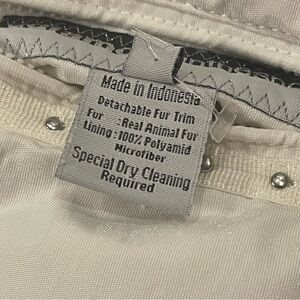 Made in Indonesia
Detachable Fur Trim
Fur :Real Animal Fur
Lining :100% Polyamid
Microfiber
Special Dry Cleaning
Required